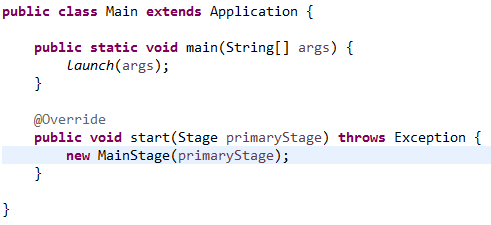 public class Main extends Application {
public static void main(String[] args) {
launch(args);
}
@Override
public void start(Stage primaryStage) throws Exception {
new MainStage(primaryStage);
}
}